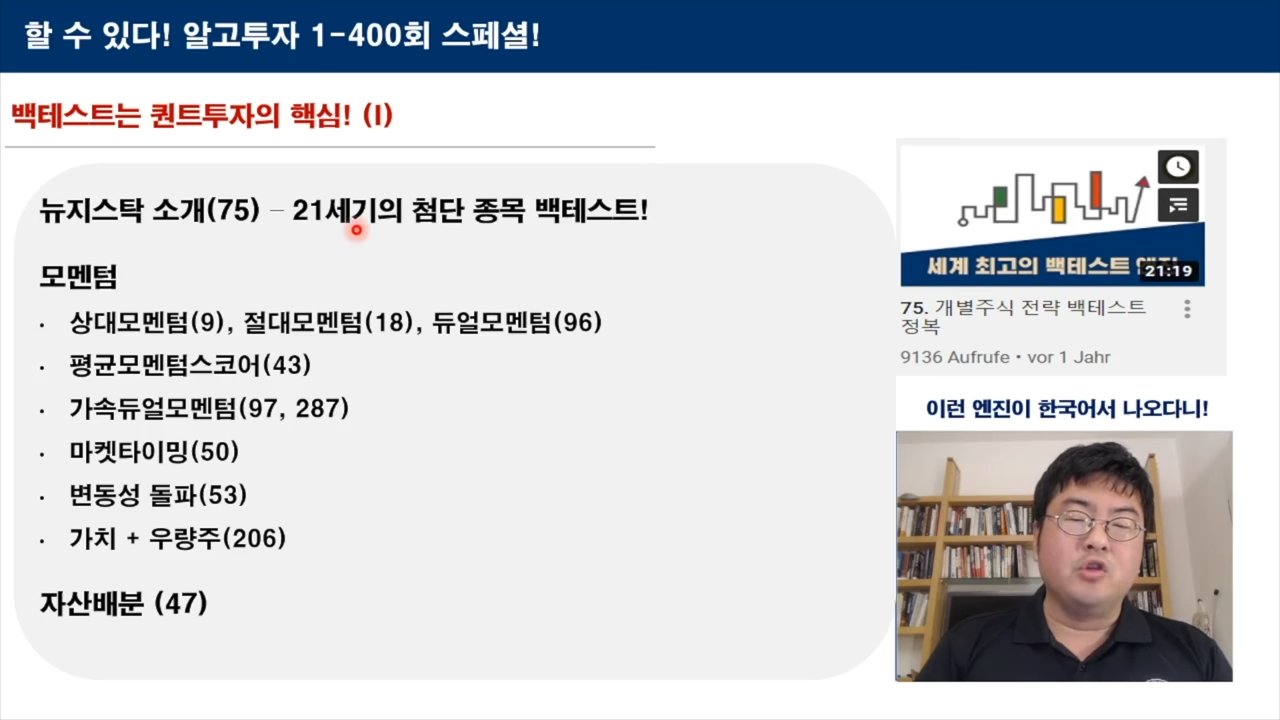 할 수 있다! 알고투자 1-400회 스페셜!
백테스트는 퀀트투자의 핵심! (I)
뉴지스탁 소개(75) – 21세기의 첨단 종목 백테스트!
모멘텀
· 상대모멘텀(9), 절대모멘텀(18), 듀얼모멘텀(96)
· 평균모멘텀스코어(43)
· 가속듀얼모멘텀(97, 287)
· 마켓타이밍(50)
· 변동성 돌파(53)
· 가치 + 우량주(206)
자산배분 (47)
세계 최고의 백테스트
21:19
75. 개별주식 전략 백테스트
정복
9136 Aufrufe • vor 1 Jahr
이런 엔진이 한국어서 나오다니!